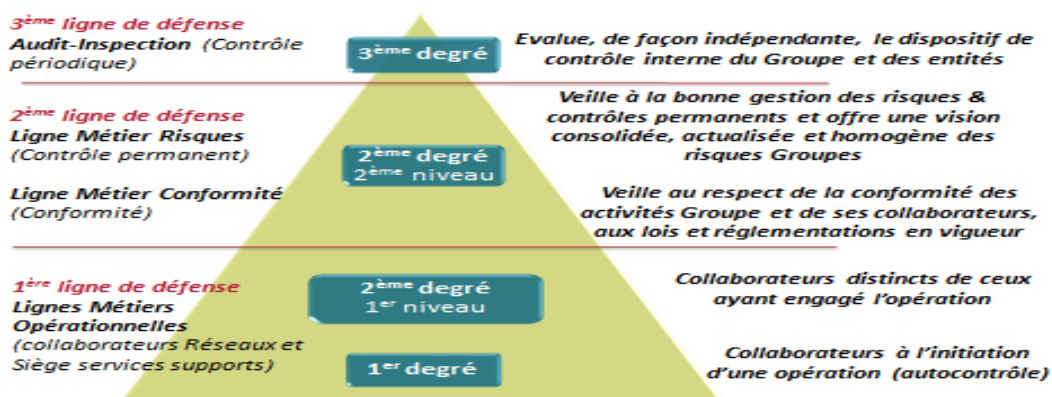 3ème ligne de défense
Audit-Inspection (Contrôle
périodique)
3ème degré
Evalue, de façon indépendante, le dispositif de
contrôle interne du Groupe et des entités
2ème ligne de défense
Ligne Métier Risques
(Contrôle permanent)
Ligne Métier Conformité
(Conformité)
2ème degré
2ème niveau
Veille à la bonne gestion des risques &
contrôles permanents et offre une vision
consolidée, actualisée et homogène des
risques Groupes
Veille au respect de la conformité des
activités Groupe et de ses collaborateurs,
aux lois et réglementations en vigueur
1ère ligne de défense
Lignes Métiers
Opérationnelles
(collaborateurs Réseaux et
Siège services supports)
2ème degré
1er niveau
Collaborateurs distincts de ceux
ayant engagé l’opération
1er degré
Collaborateurs à l’initiation
d’une opération (autocontrôle)